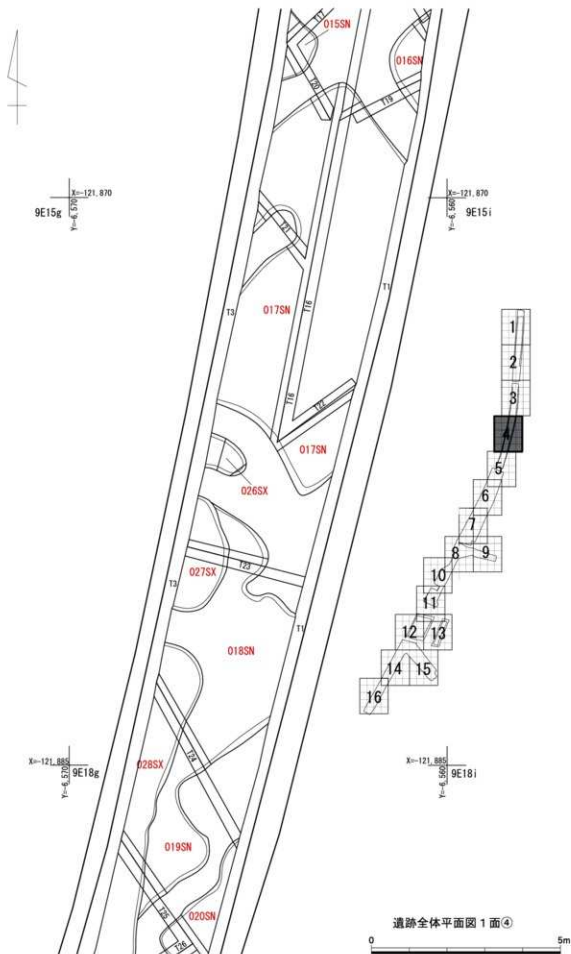 T17
015SN
016SN
T20
T19
X=-121,870
Y=-6,570
9E15g
X=-121,870
Y=-6,560
9E15i
T21
T1
T3
017SN
T16
1
2
3
T16
T22
4
017SN
5
026SX
6
7
T23
8
9
027SX
10
T3
T1
11
018SN
12
13
14
15
16
T24
X=-121,885
Y=-6,570
9E18g
028SX
X=-121,885
Y=-6,560
9E18i
019SN
T25
020SN
T26
遺跡全体平面図1面④
0
5m